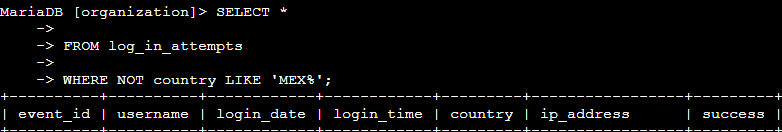 MariaDB [organization]> SELECT *
    ->
    -> FROM log_in_attempts
    ->
    -> WHERE NOT country LIKE 'MEX%';
+----------+----------+------------+------------+---------+-----------------+---------+
| event_id | username | login_date | login_time | country | ip_address      | success |
+----------+----------+------------+------------+---------+-----------------+---------+